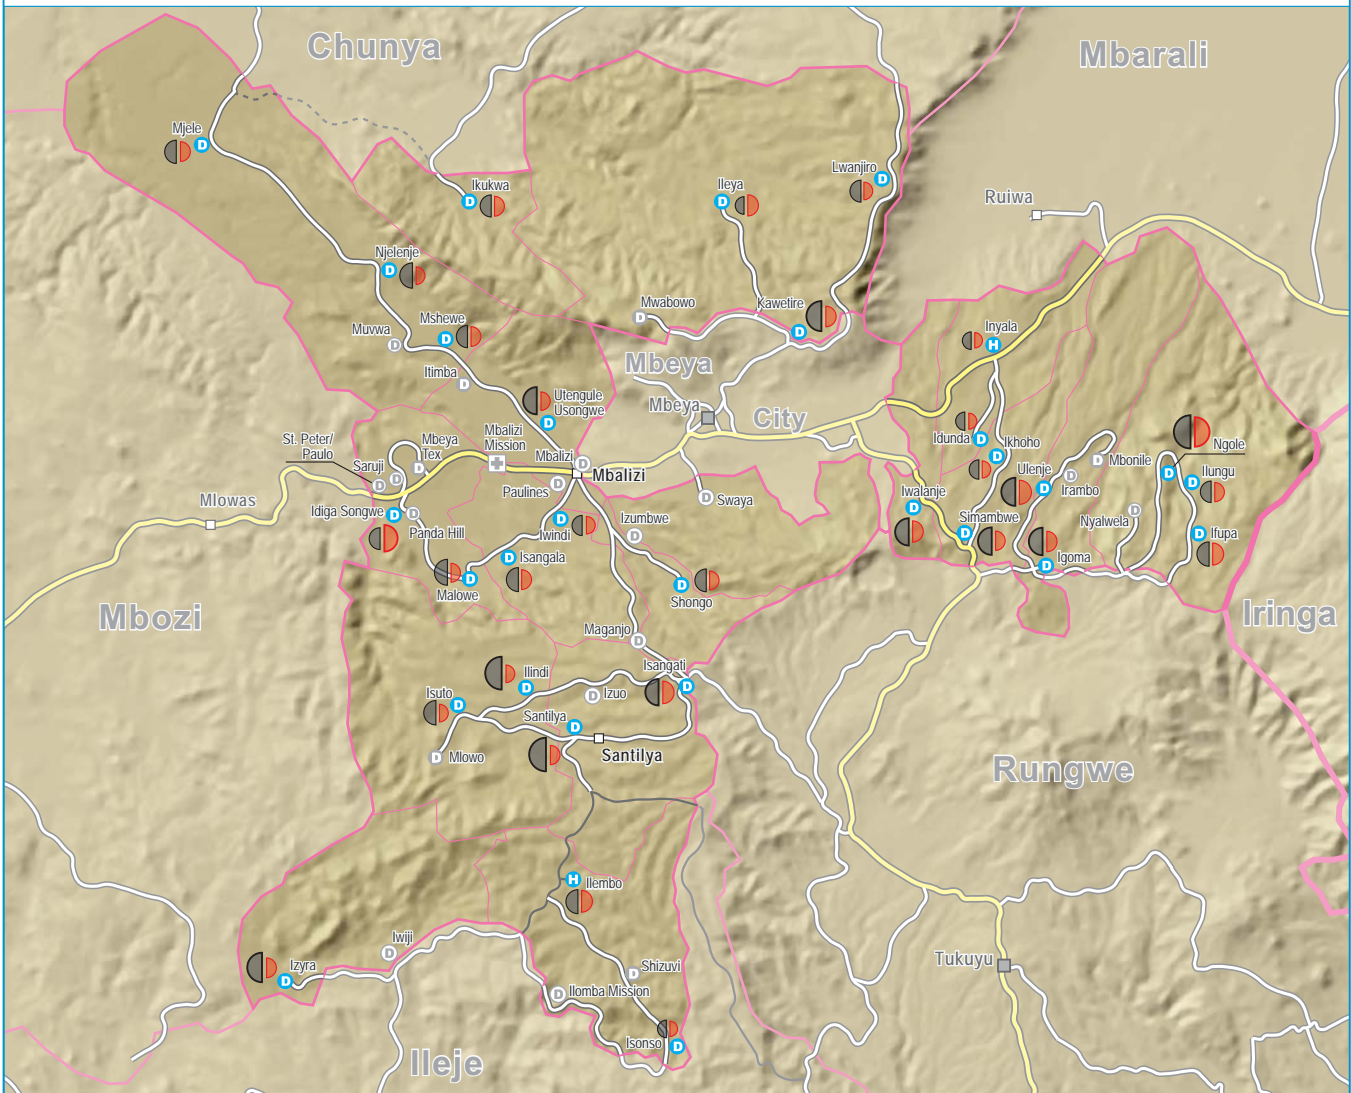 Chunya
Mbarali
Mjele
D
Ikukwa
D
Ileya
D
Lwanjiro
D
Ruiwa
Njelenje
D
Mwabowo
D
Kawetire
D
Mshewe
D
Muvwa
D
Inyala
H
Itimba
D
Mbeya
Utengule
Usongwe
D
Mbeya
City
St. Peter/
Paulo
Mbeya
Tex
D
Mbalizi
Mission
Mbalizi
D
Idunda
D
Ikhoho
D
Ngole
D
Saruji
D
D
Mbalizi
Paulines
D
Swaya
D
Ulenje
D
Irambo
D
Mbonile
D
Ilungu
D
Mlowas
Idiga Songwe
D
D
Panda Hill
Iwindi
D
Izumbwe
D
Iwalanje
D
Simambwe
D
Nyalwela
D
Ifupa
D
Isangala
D
Igoma
D
Malowe
D
Shongo
D
Mbozi
Iringa
Maganjo
D
Isangati
D
Ilindi
D
Izuo
D
Isuto
D
Santilya
D
Mlowo
D
Santilya
Rungwe
H
Ilembo
Iwiji
D
Izyra
D
Shizuvi
D
Tukuyu
D
Ilomba Mission
Isonso
D
Ileje